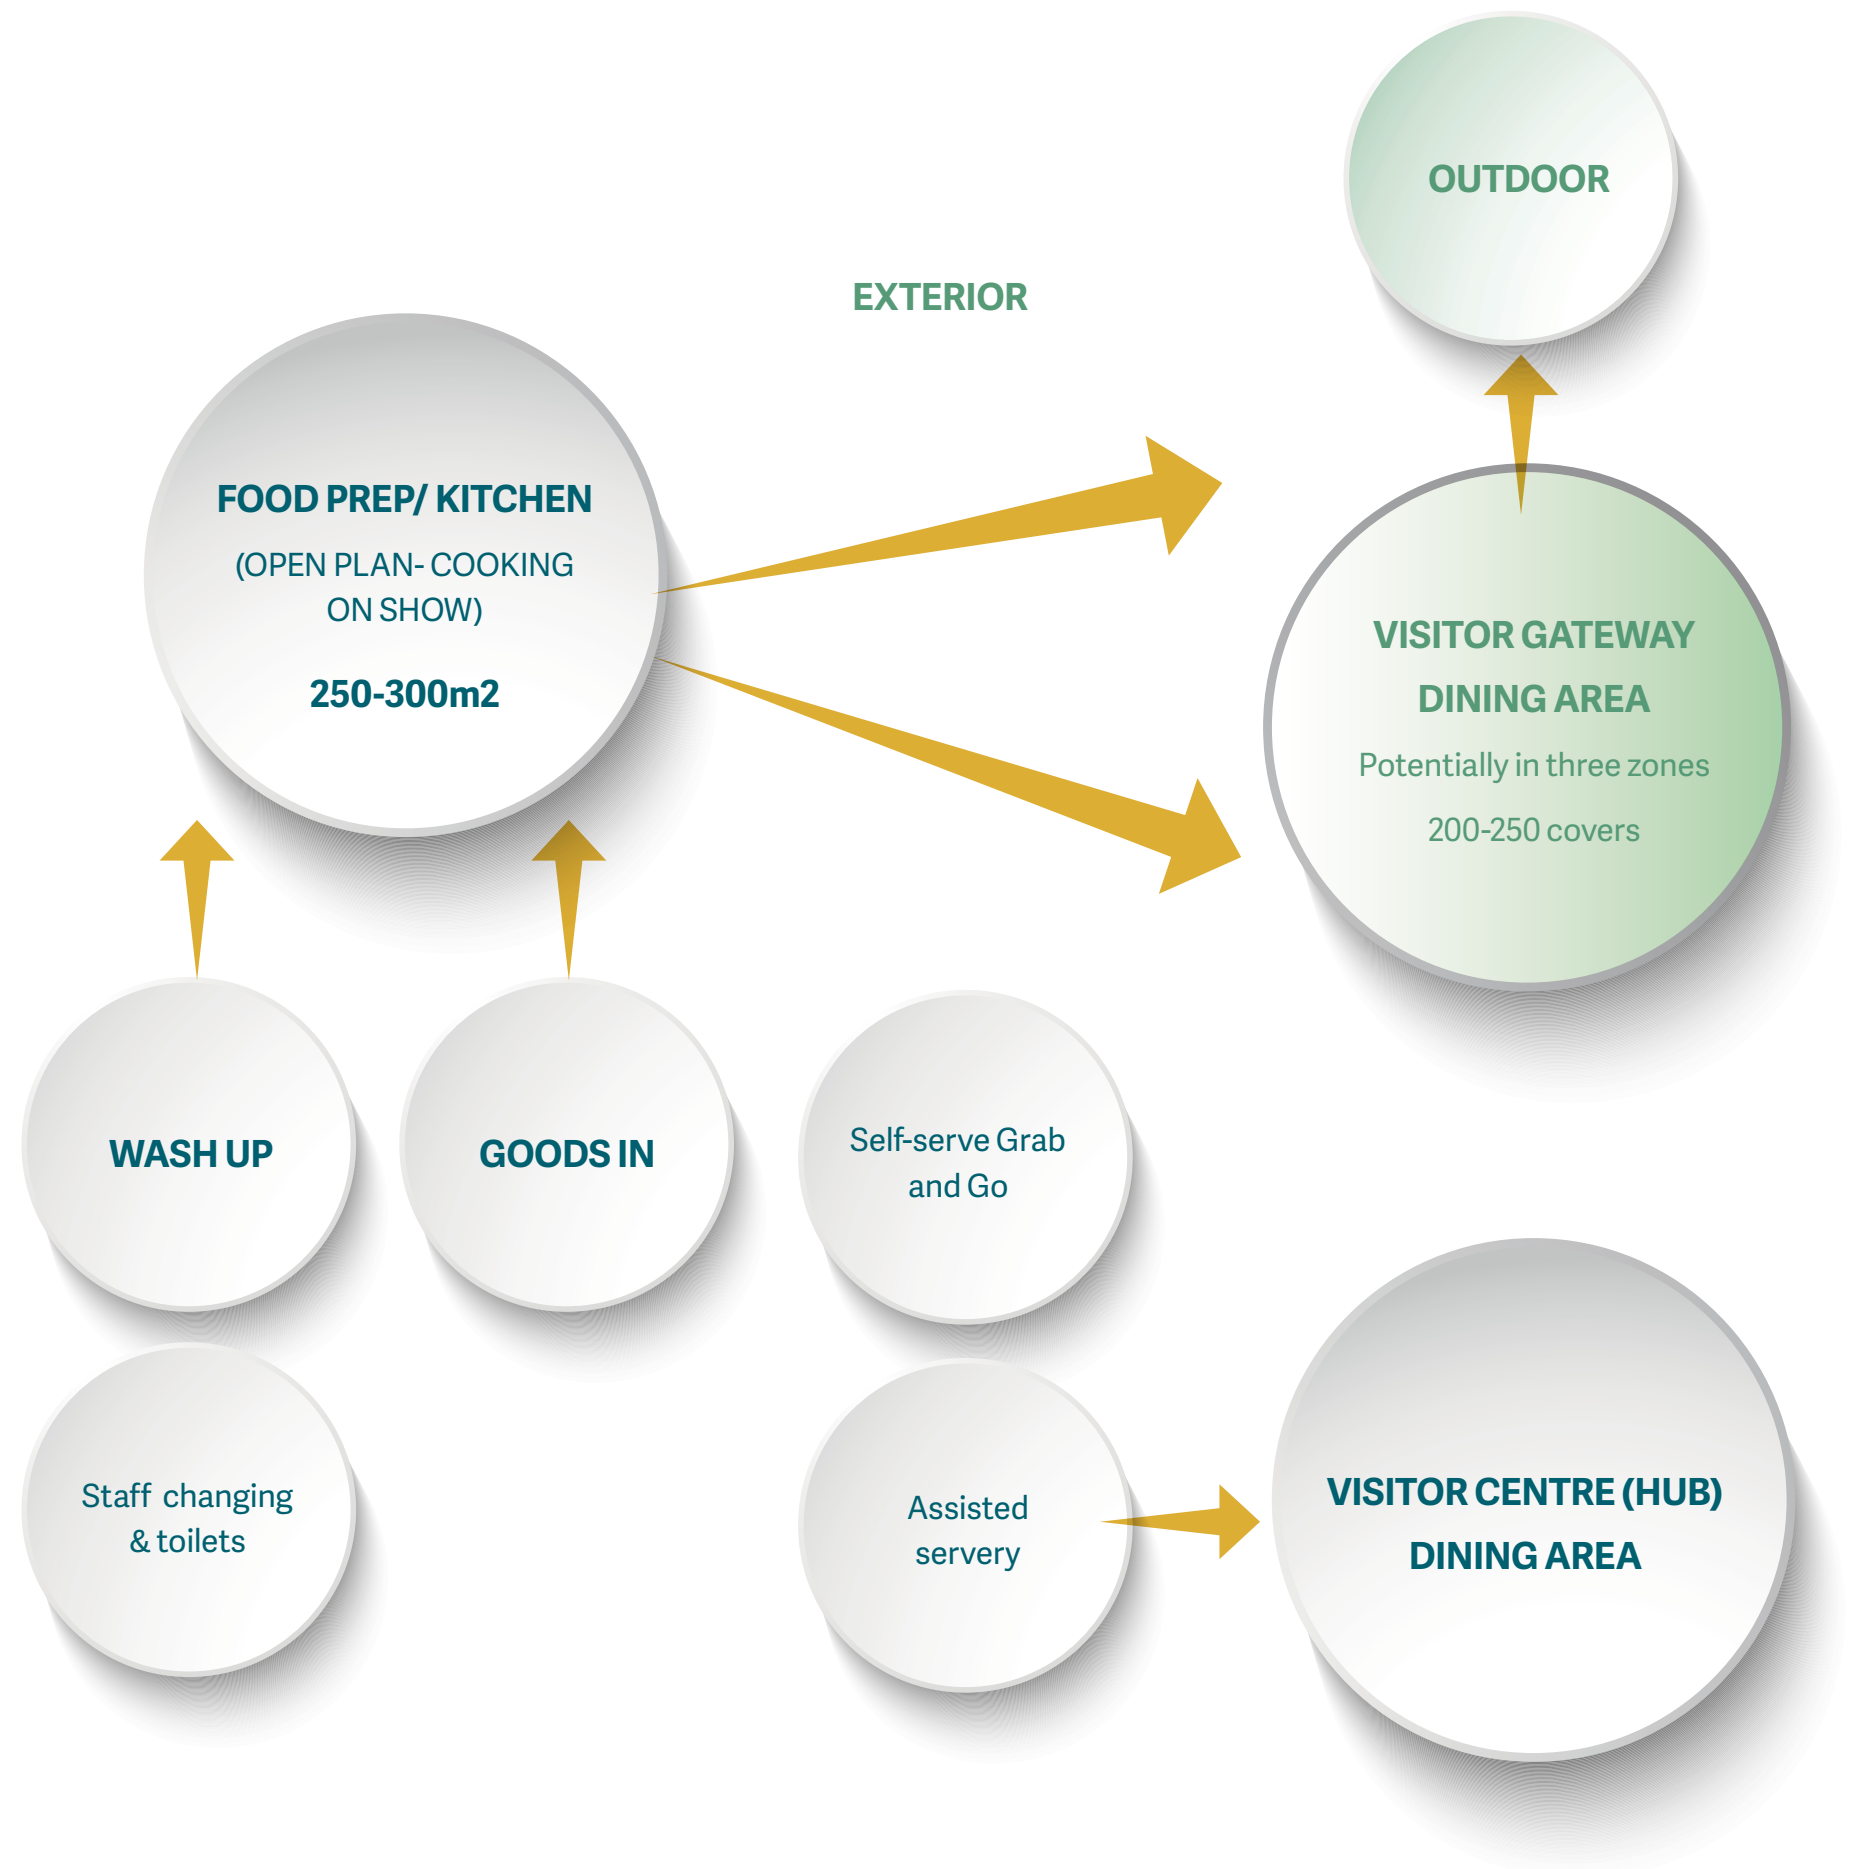 OUTDOOR
EXTERIOR
FOOD PREP/ KITCHEN
(OPEN PLAN- COOKING
ON SHOW)
250-300m2
VISITOR GATEWAY
DINING AREA
Potentially in three zones
200-250 covers
WASH UP
GOODS IN
Self-serve Grab
and Go
Staff changing
& toilets
Assisted
servery
VISITOR CENTRE (HUB)
DINING AREA